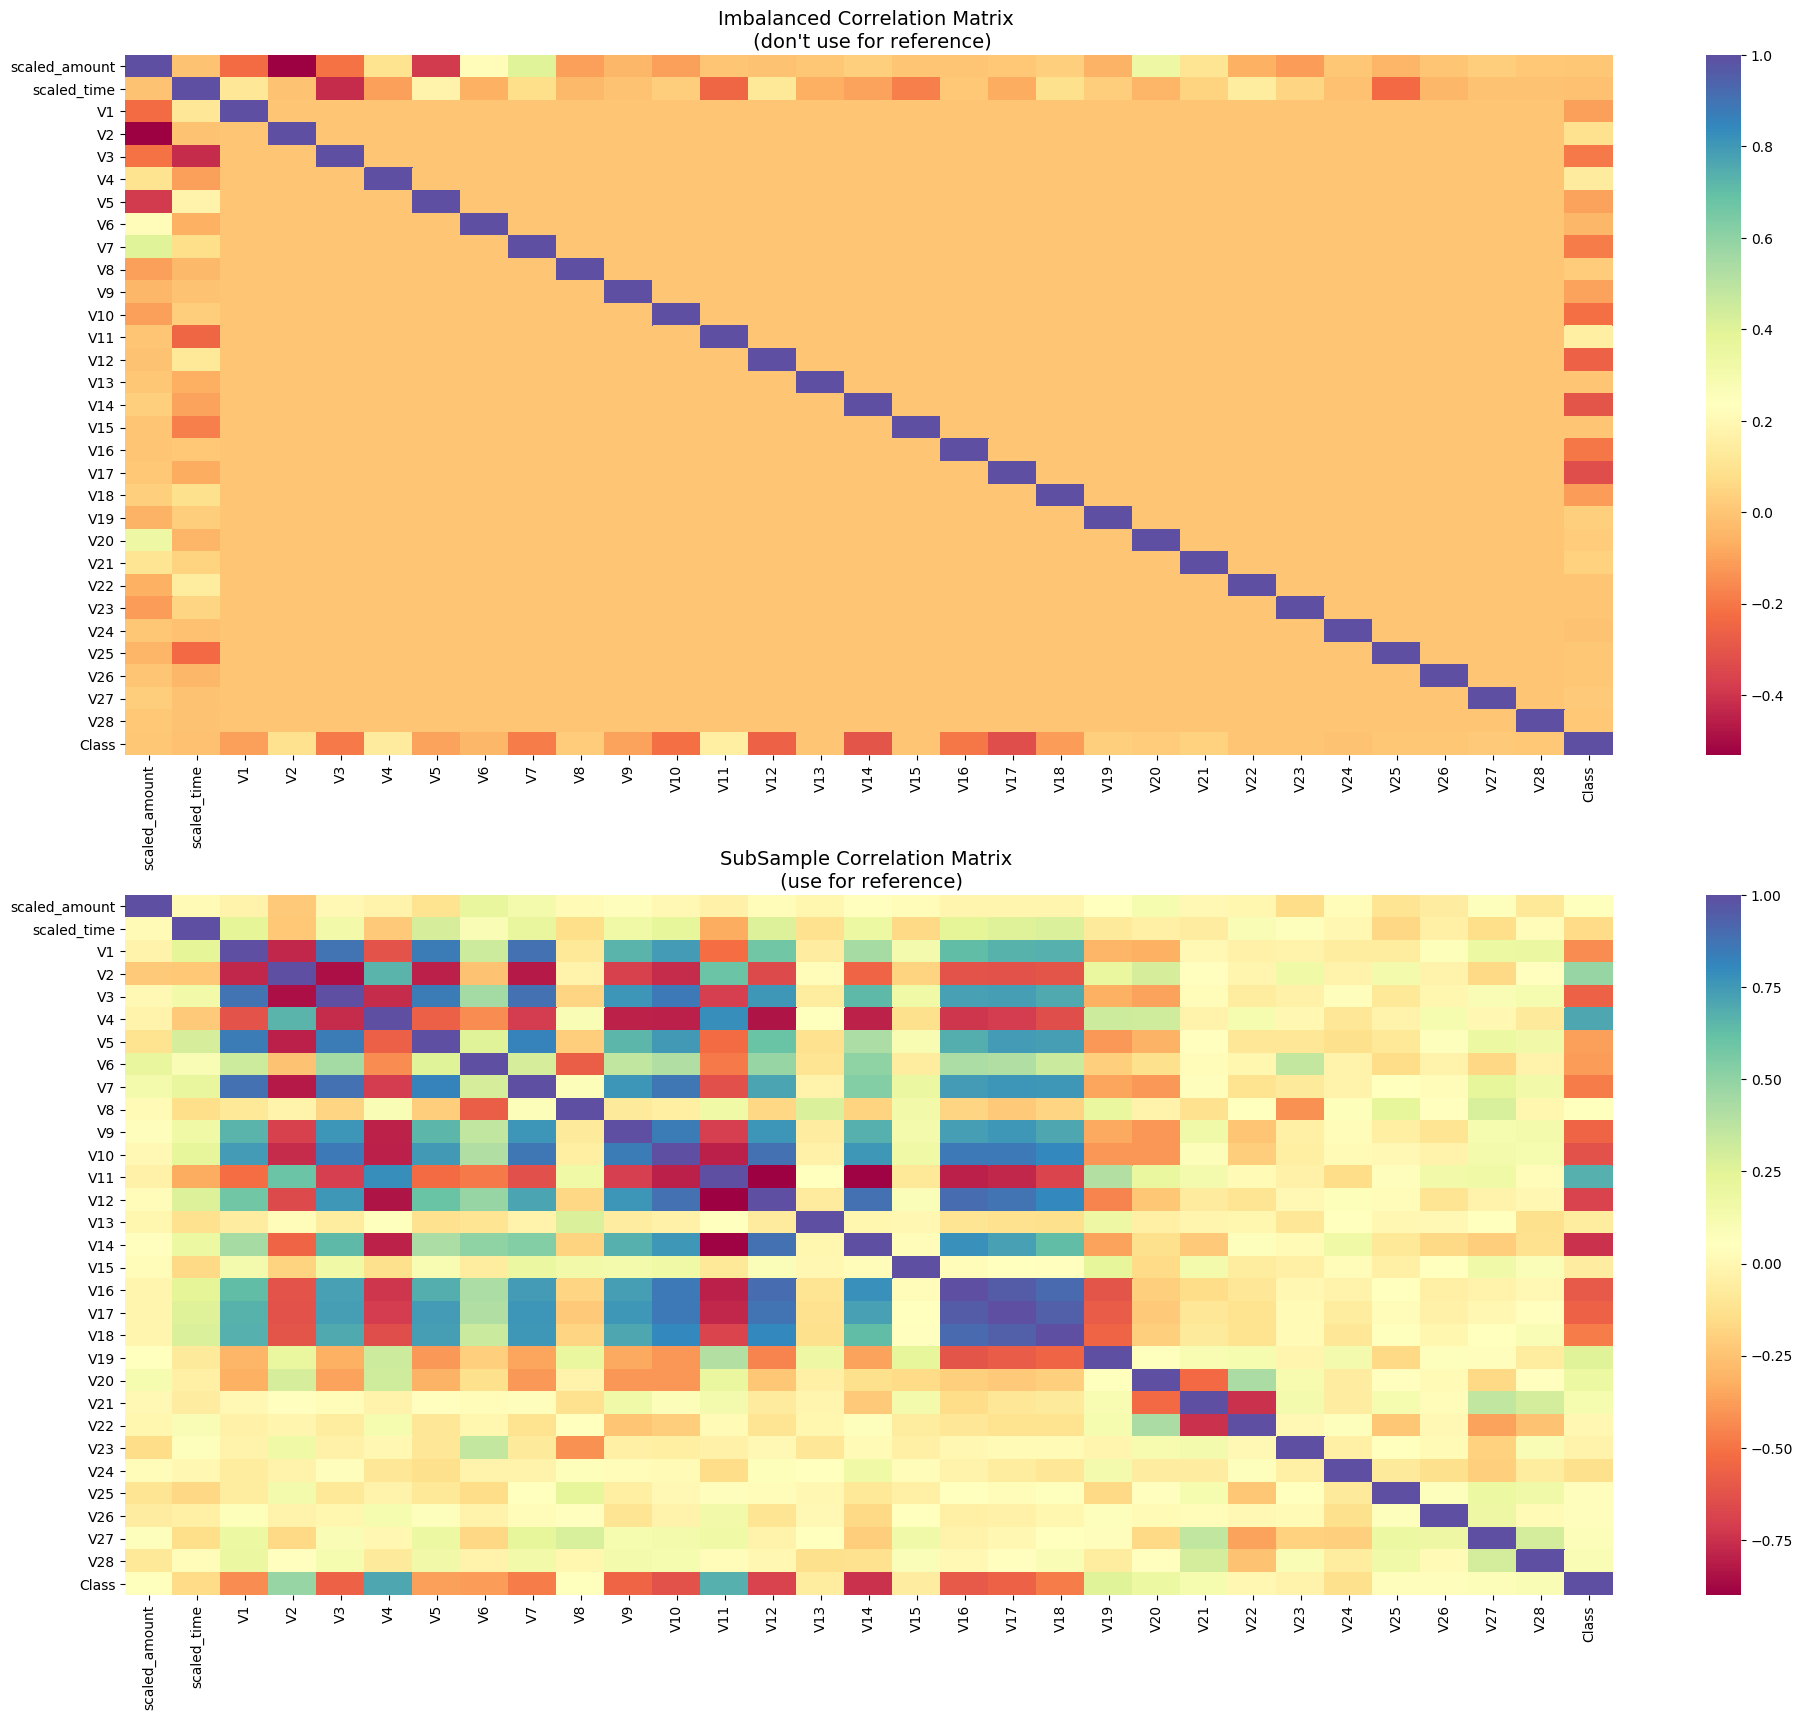 Imbalanced Correlation Matrix
(don't use for reference)
scaled_amount
scaled_time
V1
V2
V3
V4
V5
V6
V7
V8
V9
V10
V11
V12
V13
V14
V15
V16
V17
V18
V19
V20
V21
V22
V23
V24
V25
V26
V27
V28
Class
scaled_amount scaled_time V1 V2 V3 V4 V5 V6 V7 V8 V9 V10 V11 V12 V13 V14 V15 V16 V17 V18 V19 V20 V21 V22 V23 V24 V25 V26 V27 V28 Class
1.0
0.8
0.6
0.4
0.2
0.0
−0.2
−0.4
SubSample Correlation Matrix
(use for reference)
scaled_amount
scaled_time
V1
V2
V3
V4
V5
V6
V7
V8
V9
V10
V11
V12
V13
V14
V15
V16
V17
V18
V19
V20
V21
V22
V23
V24
V25
V26
V27
V28
Class
scaled_amount scaled_time V1 V2 V3 V4 V5 V6 V7 V8 V9 V10 V11 V12 V13 V14 V15 V16 V17 V18 V19 V20 V21 V22 V23 V24 V25 V26 V27 V28 Class
1.00
0.75
0.50
0.25
0.00
−0.25
−0.50
−0.75